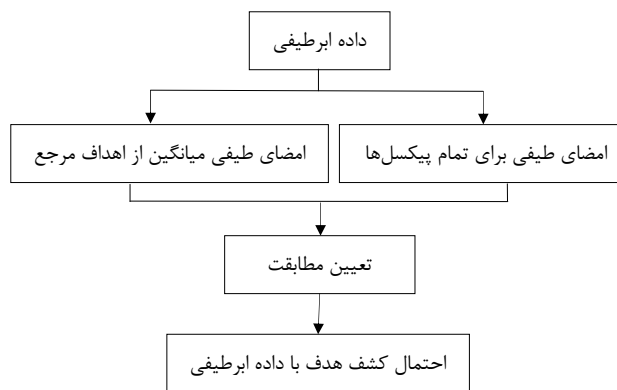 داده ابرطیفی
امضای طیفی برای تمام پیکسل‌ها
امضای طیفی میانگین از اهداف مرجع
تعیین مطابقت
احتمال کشف هدف با داده ابرطیفی